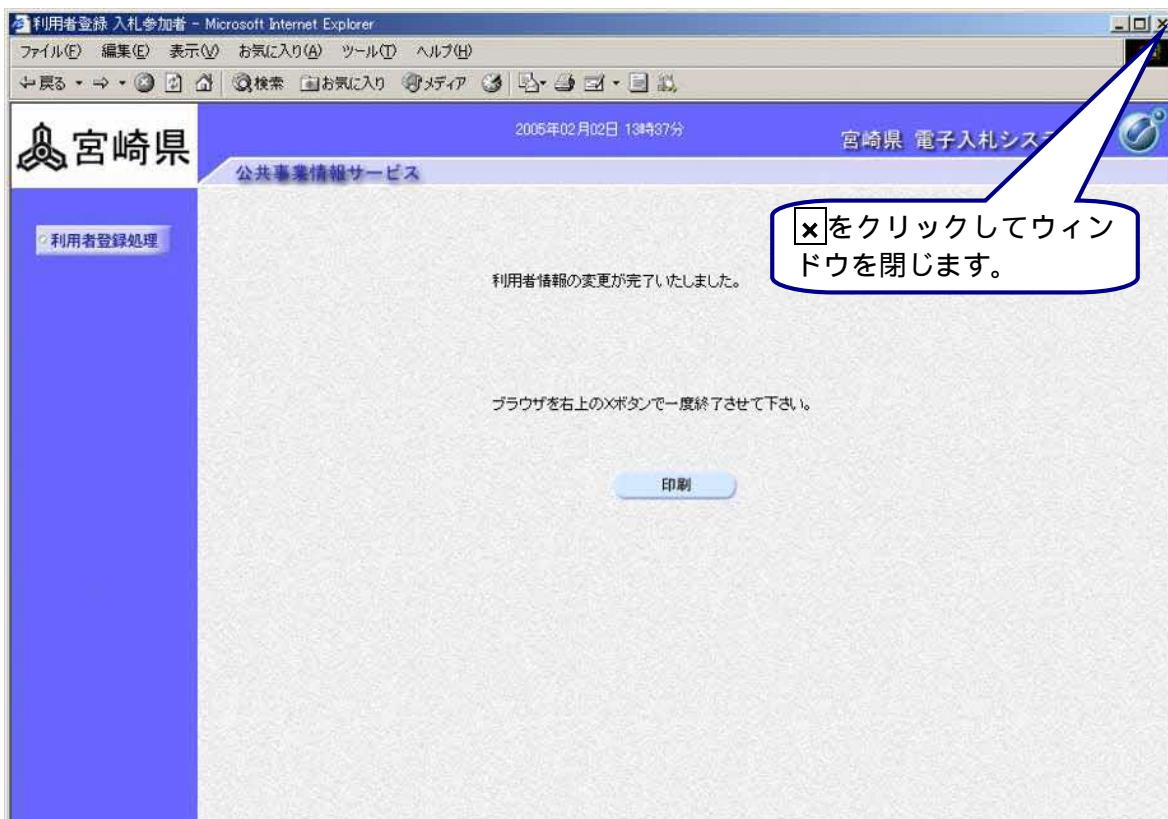 利用者登録 入札参加者 - Microsoft Internet Explorer
ファイル(F) 編集(E) 表示(V) お気に入り(A) ツール(T) ヘルプ(H)
戻る 検索 お気に入り メディア
宮崎県
2005年02月02日 13時37分
宮崎県 電子入札システ
公共事業情報サービス
利用者登録処理
×をクリックしてウィン
ドウを閉じます。
利用者情報の変更が完了いたしました。
ブラウザを右上のXボタンで一度終了させて下さい。
印刷